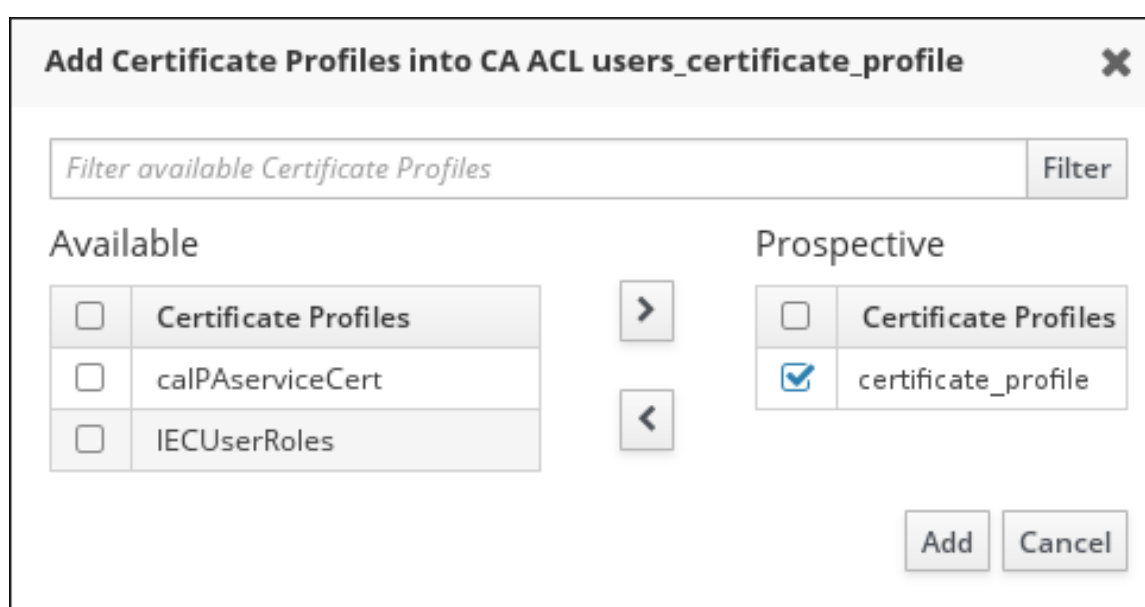 Add Certificate Profiles into CA ACL users_certificate_profile
Filter available Certificate Profiles
Filter
Available
Prospective
Certificate Profiles
Certificate Profiles
caIPAserviceCert
certificate_profile
IECUserRoles
Add
Cancel